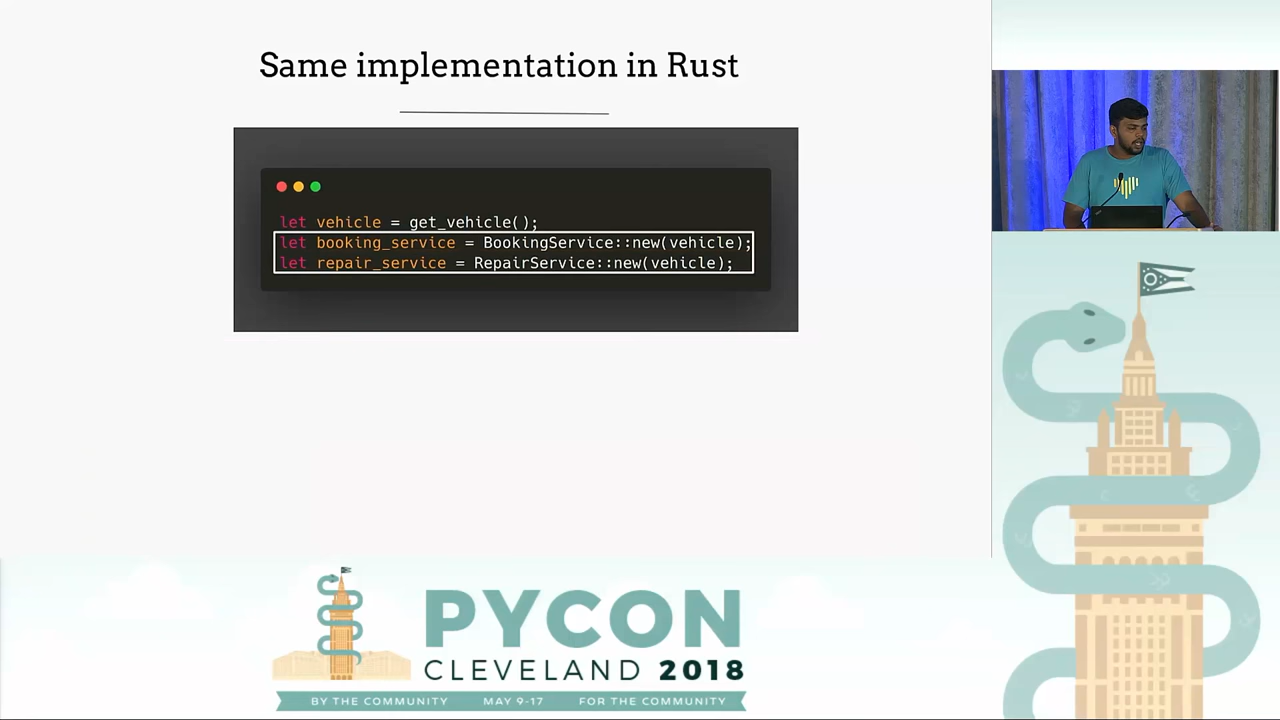 Same implementation in Rust
let vehicle = get_vehicle();
let booking_service = BookingService::new(vehicle);
let repair_service = RepairService::new(vehicle);
PYCON
CLEVELAND 2018
BY THE COMMUNITY MAY 9-17 FOR THE COMMUNITY